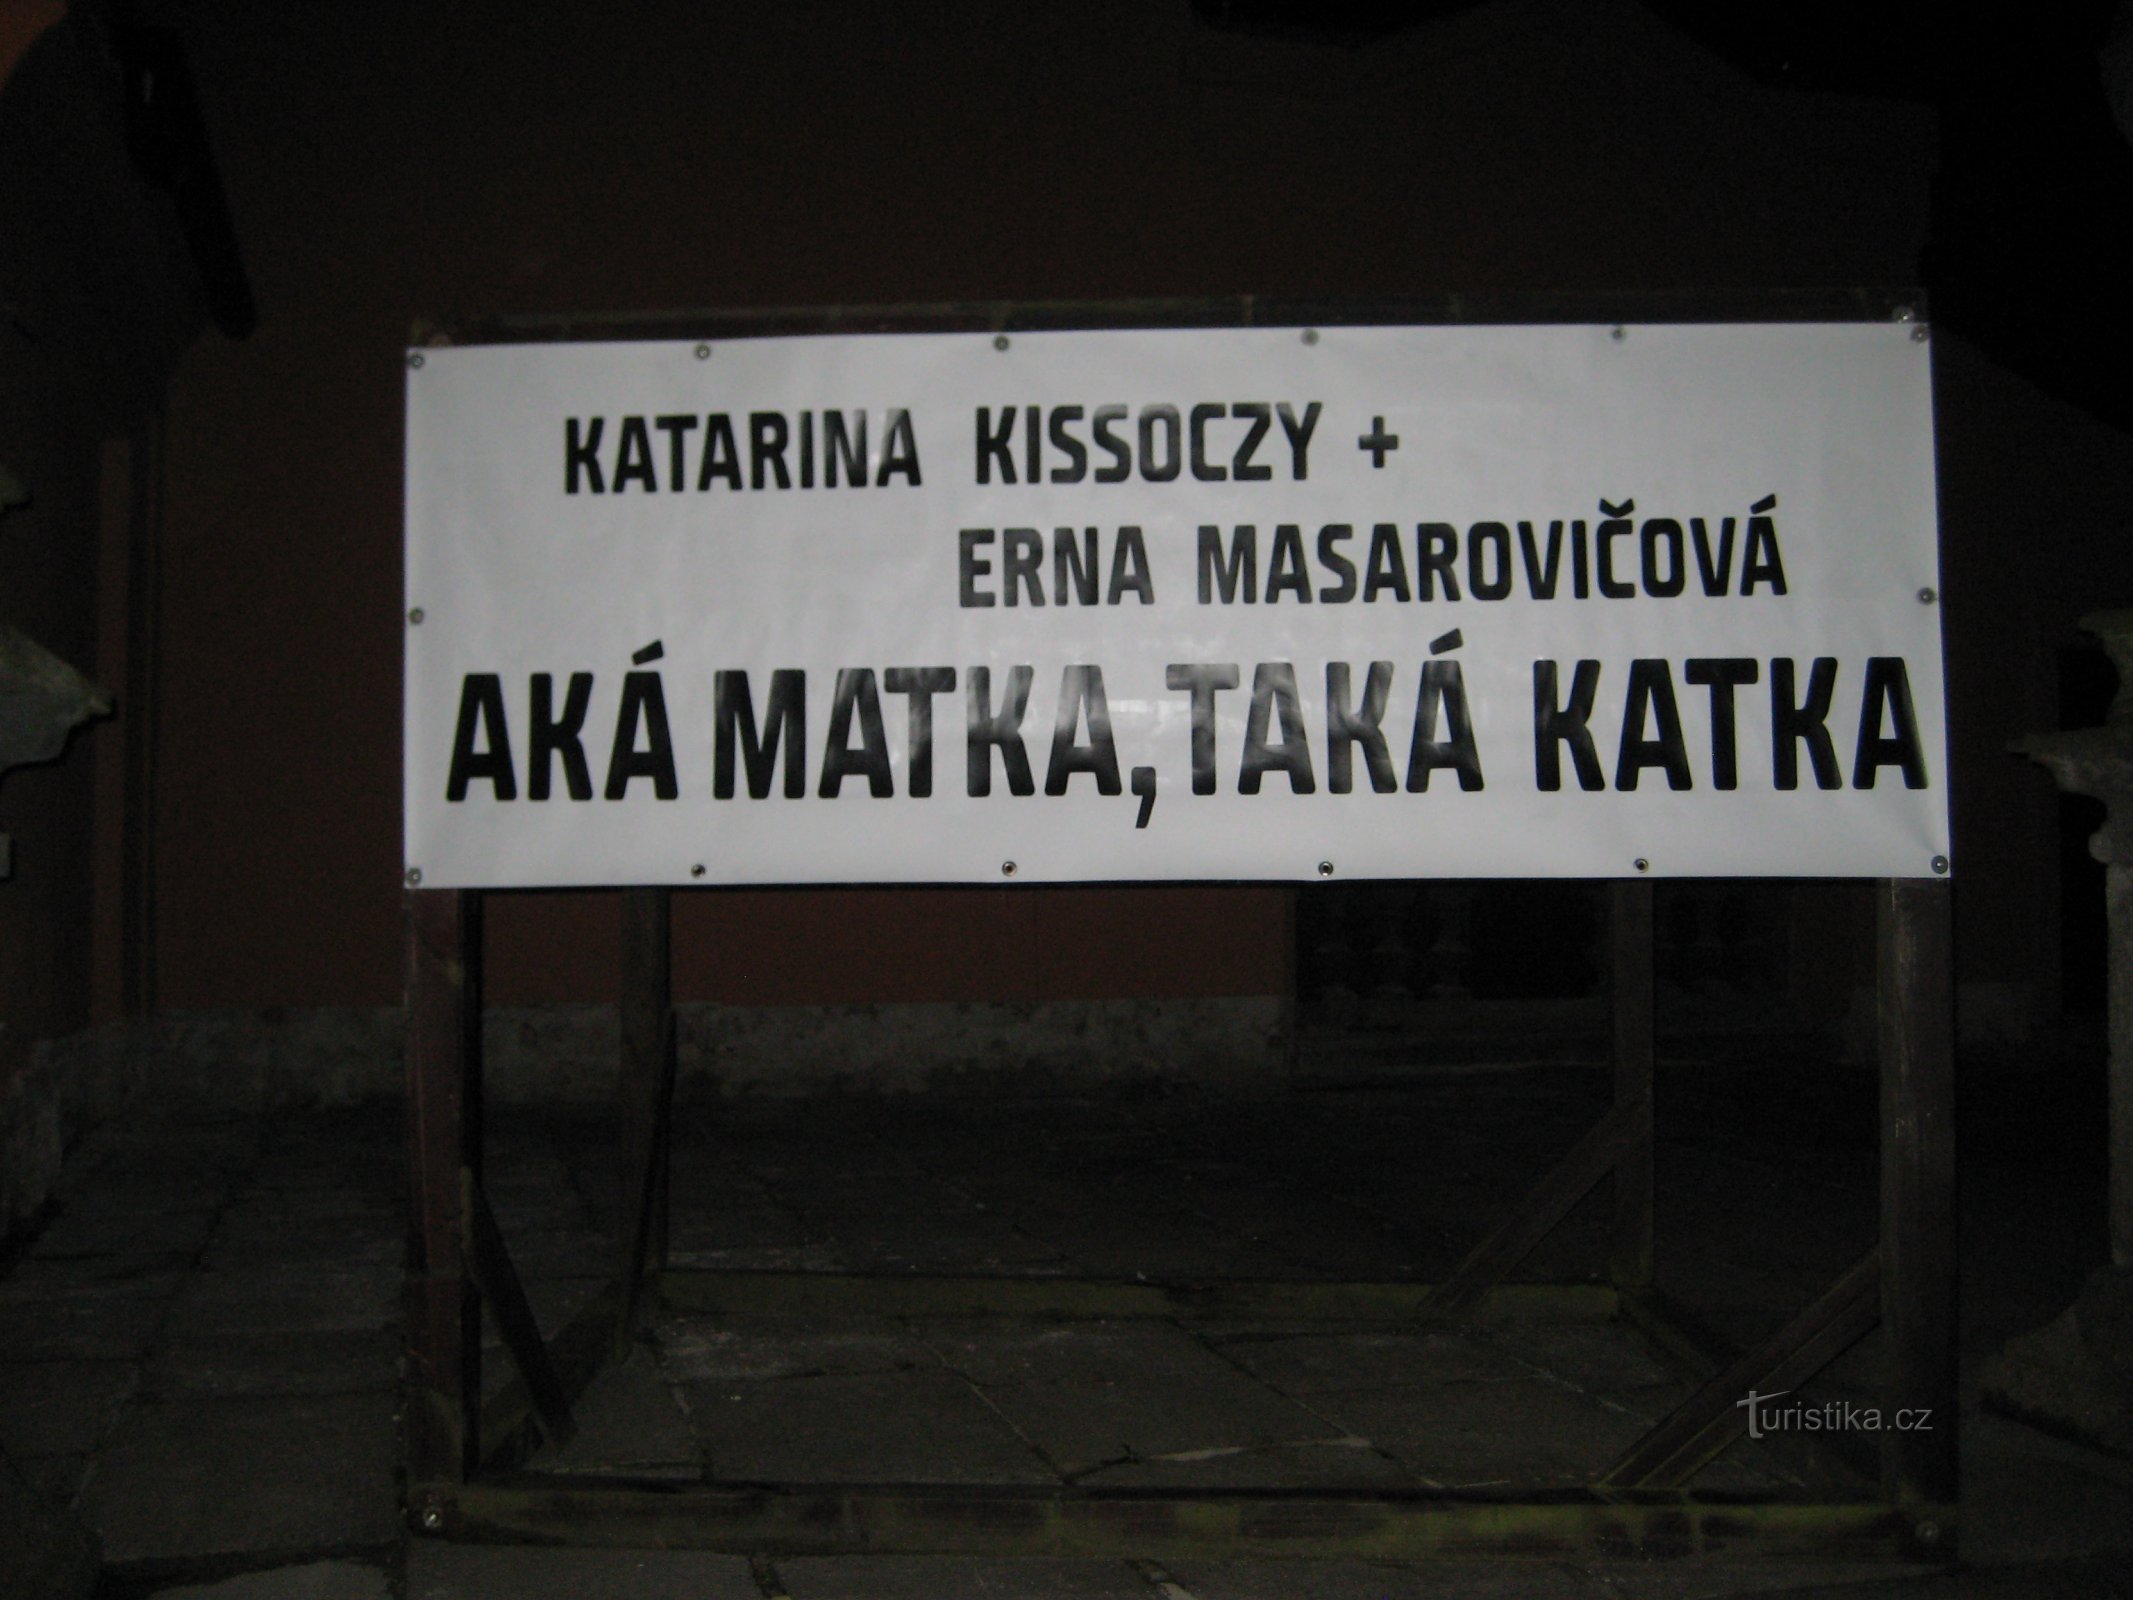 KATARINA KISSOCZY +
ERNA MASAROVIČOVÁ
AKÁ MATKA, TAKÁ KATKA
Turistika.cz